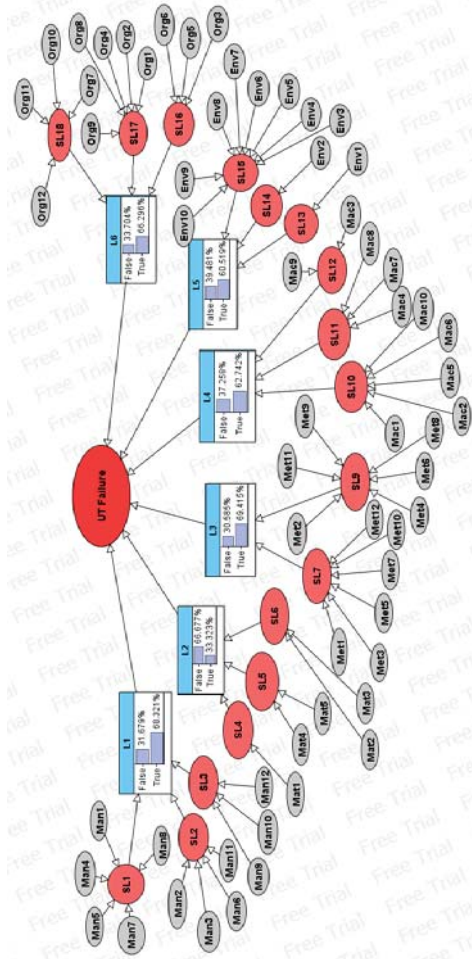 UT Failure
L1
False 31.679%
True 68.321%
L2
False 66.677%
True 33.323%
L3
False 30.585%
True 69.415%
L4
False 37.258%
True 62.742%
L5
False 39.481%
True 60.519%
L6
False 33.704%
True 66.296%
SL1
SL2
SL3
SL4
SL5
SL6
SL7
SL9
SL10
SL11
SL12
SL13
SL14
SL15
SL16
SL17
SL18
Man7
Man5
Man4
Man1
Man8
Man2
Man3
Man6
Man11
Man9
Man10
Man12
Mat1
Mat4
Mat5
Mat2
Mat3
Met1
Met3
Met5
Met7
Met10
Met12
Met2
Met11
Met9
Met4
Met6
Met8
Mac1
Mac2
Mac5
Mac6
Mac10
Mac4
Mac7
Mac8
Mac9
Mac3
Env1
Env2
Env3
Env4
Env5
Env6
Env7
Env8
Env9
Env10
Org3
Org5
Org6
Org9
Org1
Org2
Org4
Org8
Org12
Org11
Org10
Org7
Free Trial